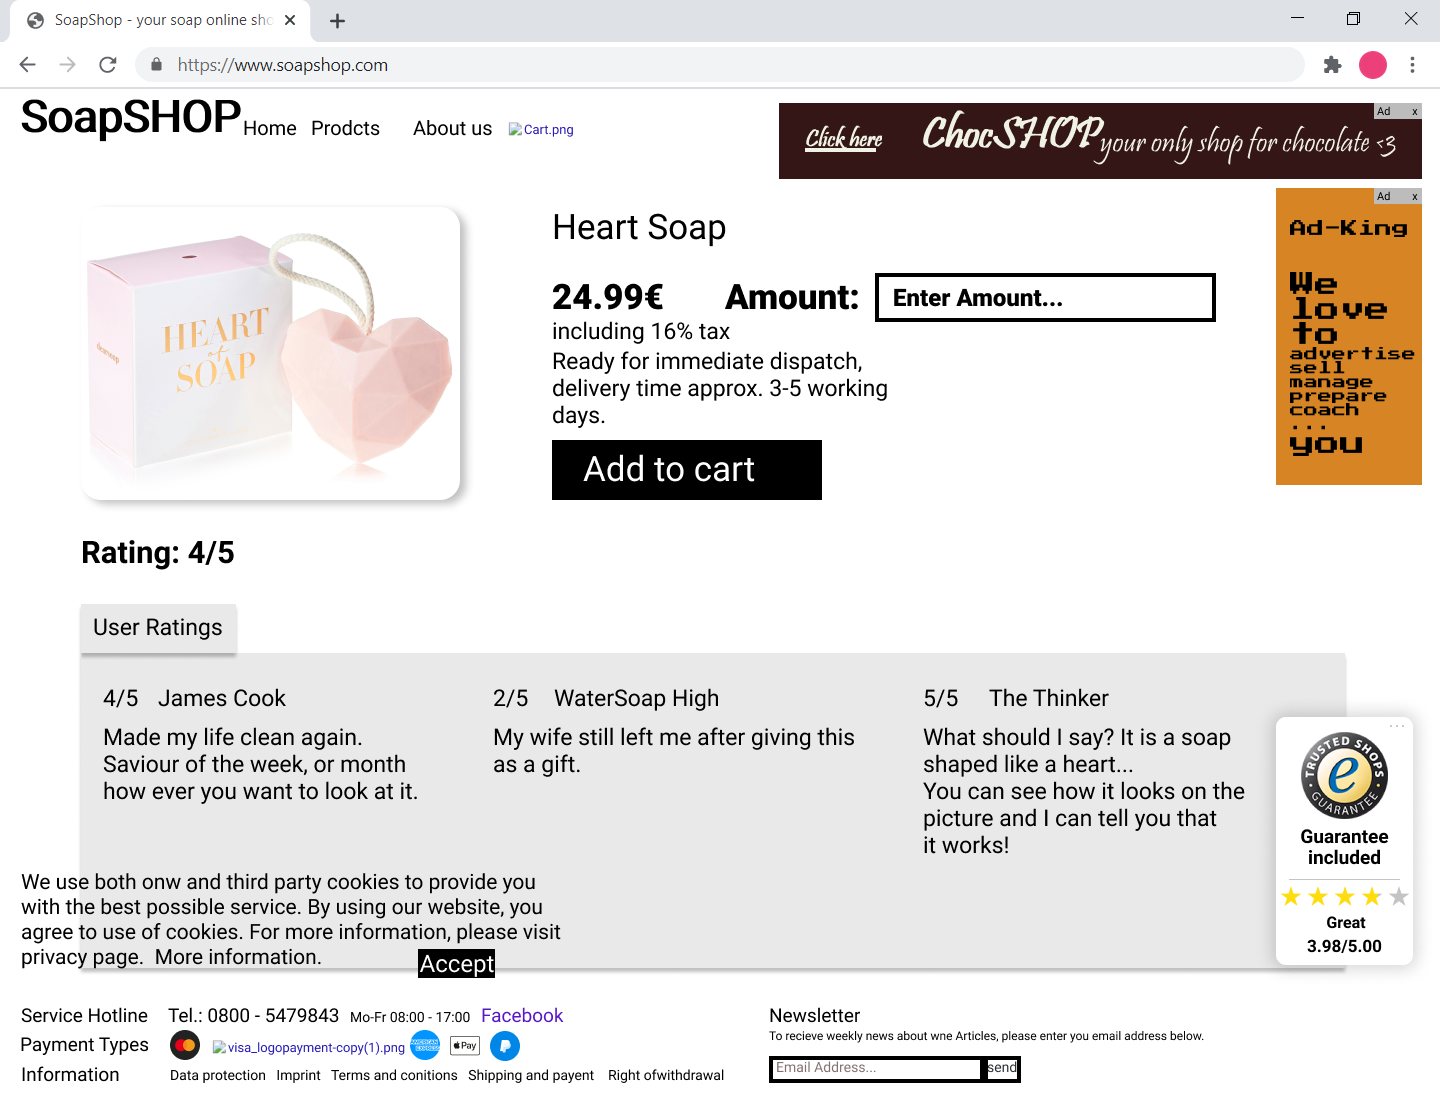 SoapShop - your soap online sho
https://www.soapshop.com
SoapSHOP
Home Prodcts About us Cart.png
Ad x
Click here ChocSHOP your only shop for chocolate <3
Ad x
Ad-King
We
love
to
advertise
sell
manage
prepare
coach
...
you
HEART
of
SOAP
Heart Soap
24.99€ Amount: Enter Amount...
including 16% tax
Ready for immediate dispatch,
delivery time approx. 3-5 working
days.
Add to cart
Rating: 4/5
User Ratings
4/5 James Cook
Made my life clean again.
Saviour of the week, or month
how ever you want to look at it.
2/5 WaterSoap High
My wife still left me after giving this
as a gift.
5/5 The Thinker
What should I say? It is a soap
shaped like a heart...
You can see how it looks on the
picture and I can tell you that
it works!
TRUSTED SHOPS
e
GUARANTEE
Guarantee
included
Great
3.98/5.00
We use both onw and third party cookies to provide you
with the best possible service. By using our website, you
agree to use of cookies. For more information, please visit
privacy page. More information.
Accept
Service Hotline Tel.: 0800 - 5479843 Mo-Fr 08:00 - 17:00 Facebook
Payment Types visa_logopayment-copy(1).png AMERICAN EXPRESS Pay
Information Data protection Imprint Terms and conitions Shipping and payent Right ofwithdrawal
Newsletter
To recieve weekly news about wne Articles, please enter you email address below.
Email Address... send